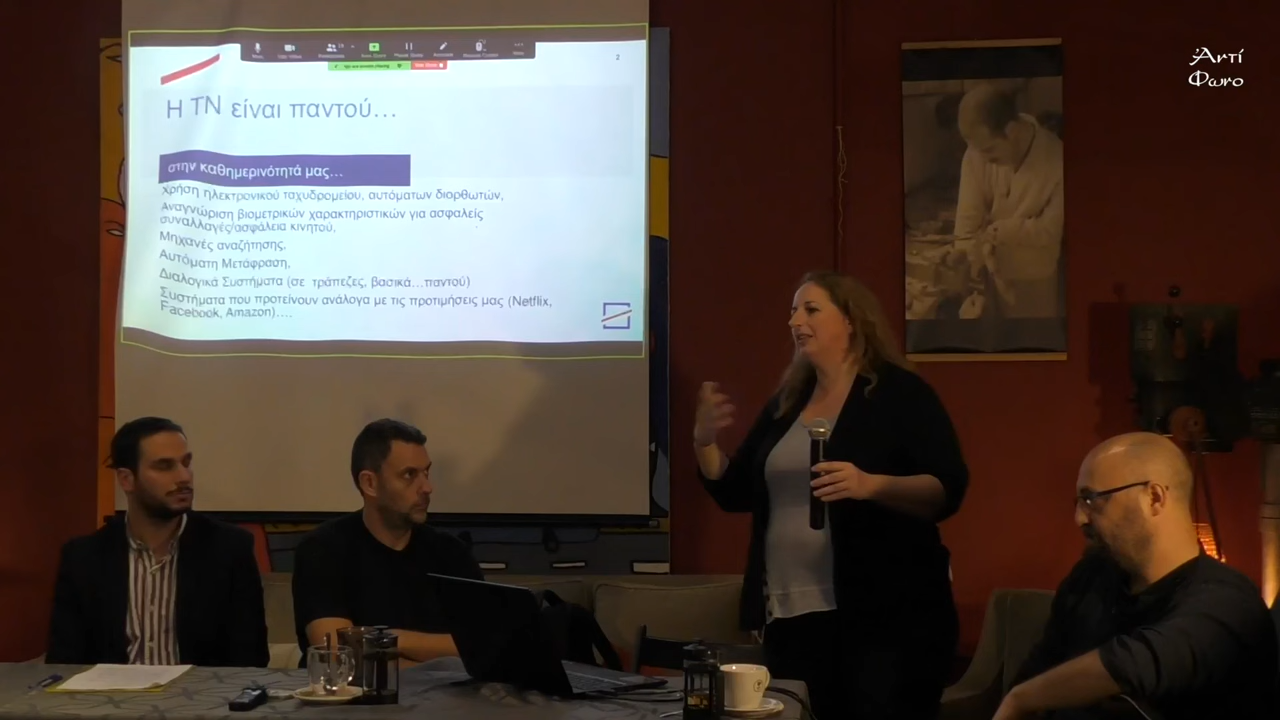 Ἀντί
Φωνο
2
Η ΤΝ είναι παντού...
στην καθημερινότητά μας...
Χρήση ηλεκτρονικού ταχυδρομείου, αυτόματων διορθωτών,
Αναγνώριση βιομετρικών χαρακτηριστικών για ασφαλείς
συναλλαγές/ασφάλεια κινητού,
Μηχανές αναζήτησης,
Αυτόματη Μετάφραση,
Διαλογικά Συστήματα (σε τράπεζες, βασικά...παντού)
Συστήματα που προτείνουν ανάλογα με τις προτιμήσεις μας (Netflix,
Facebook, Amazon)....